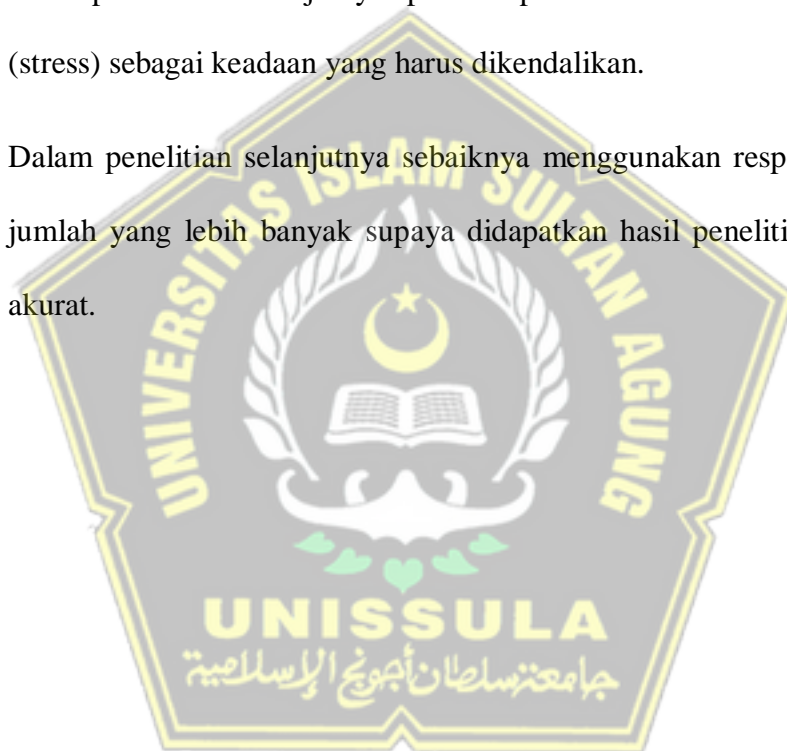 (stress) sebagai keadaan yang harus dikendalikan.
Dalam penelitian selanjutnya sebaiknya menggunakan resp
jumlah yang lebih banyak supaya didapatkan hasil peneliti
akurat.
UNIVERSITAS ISLAM SULTAN AGUNG
UNISSULA
جامعة سلطان أجونج الإسلامية